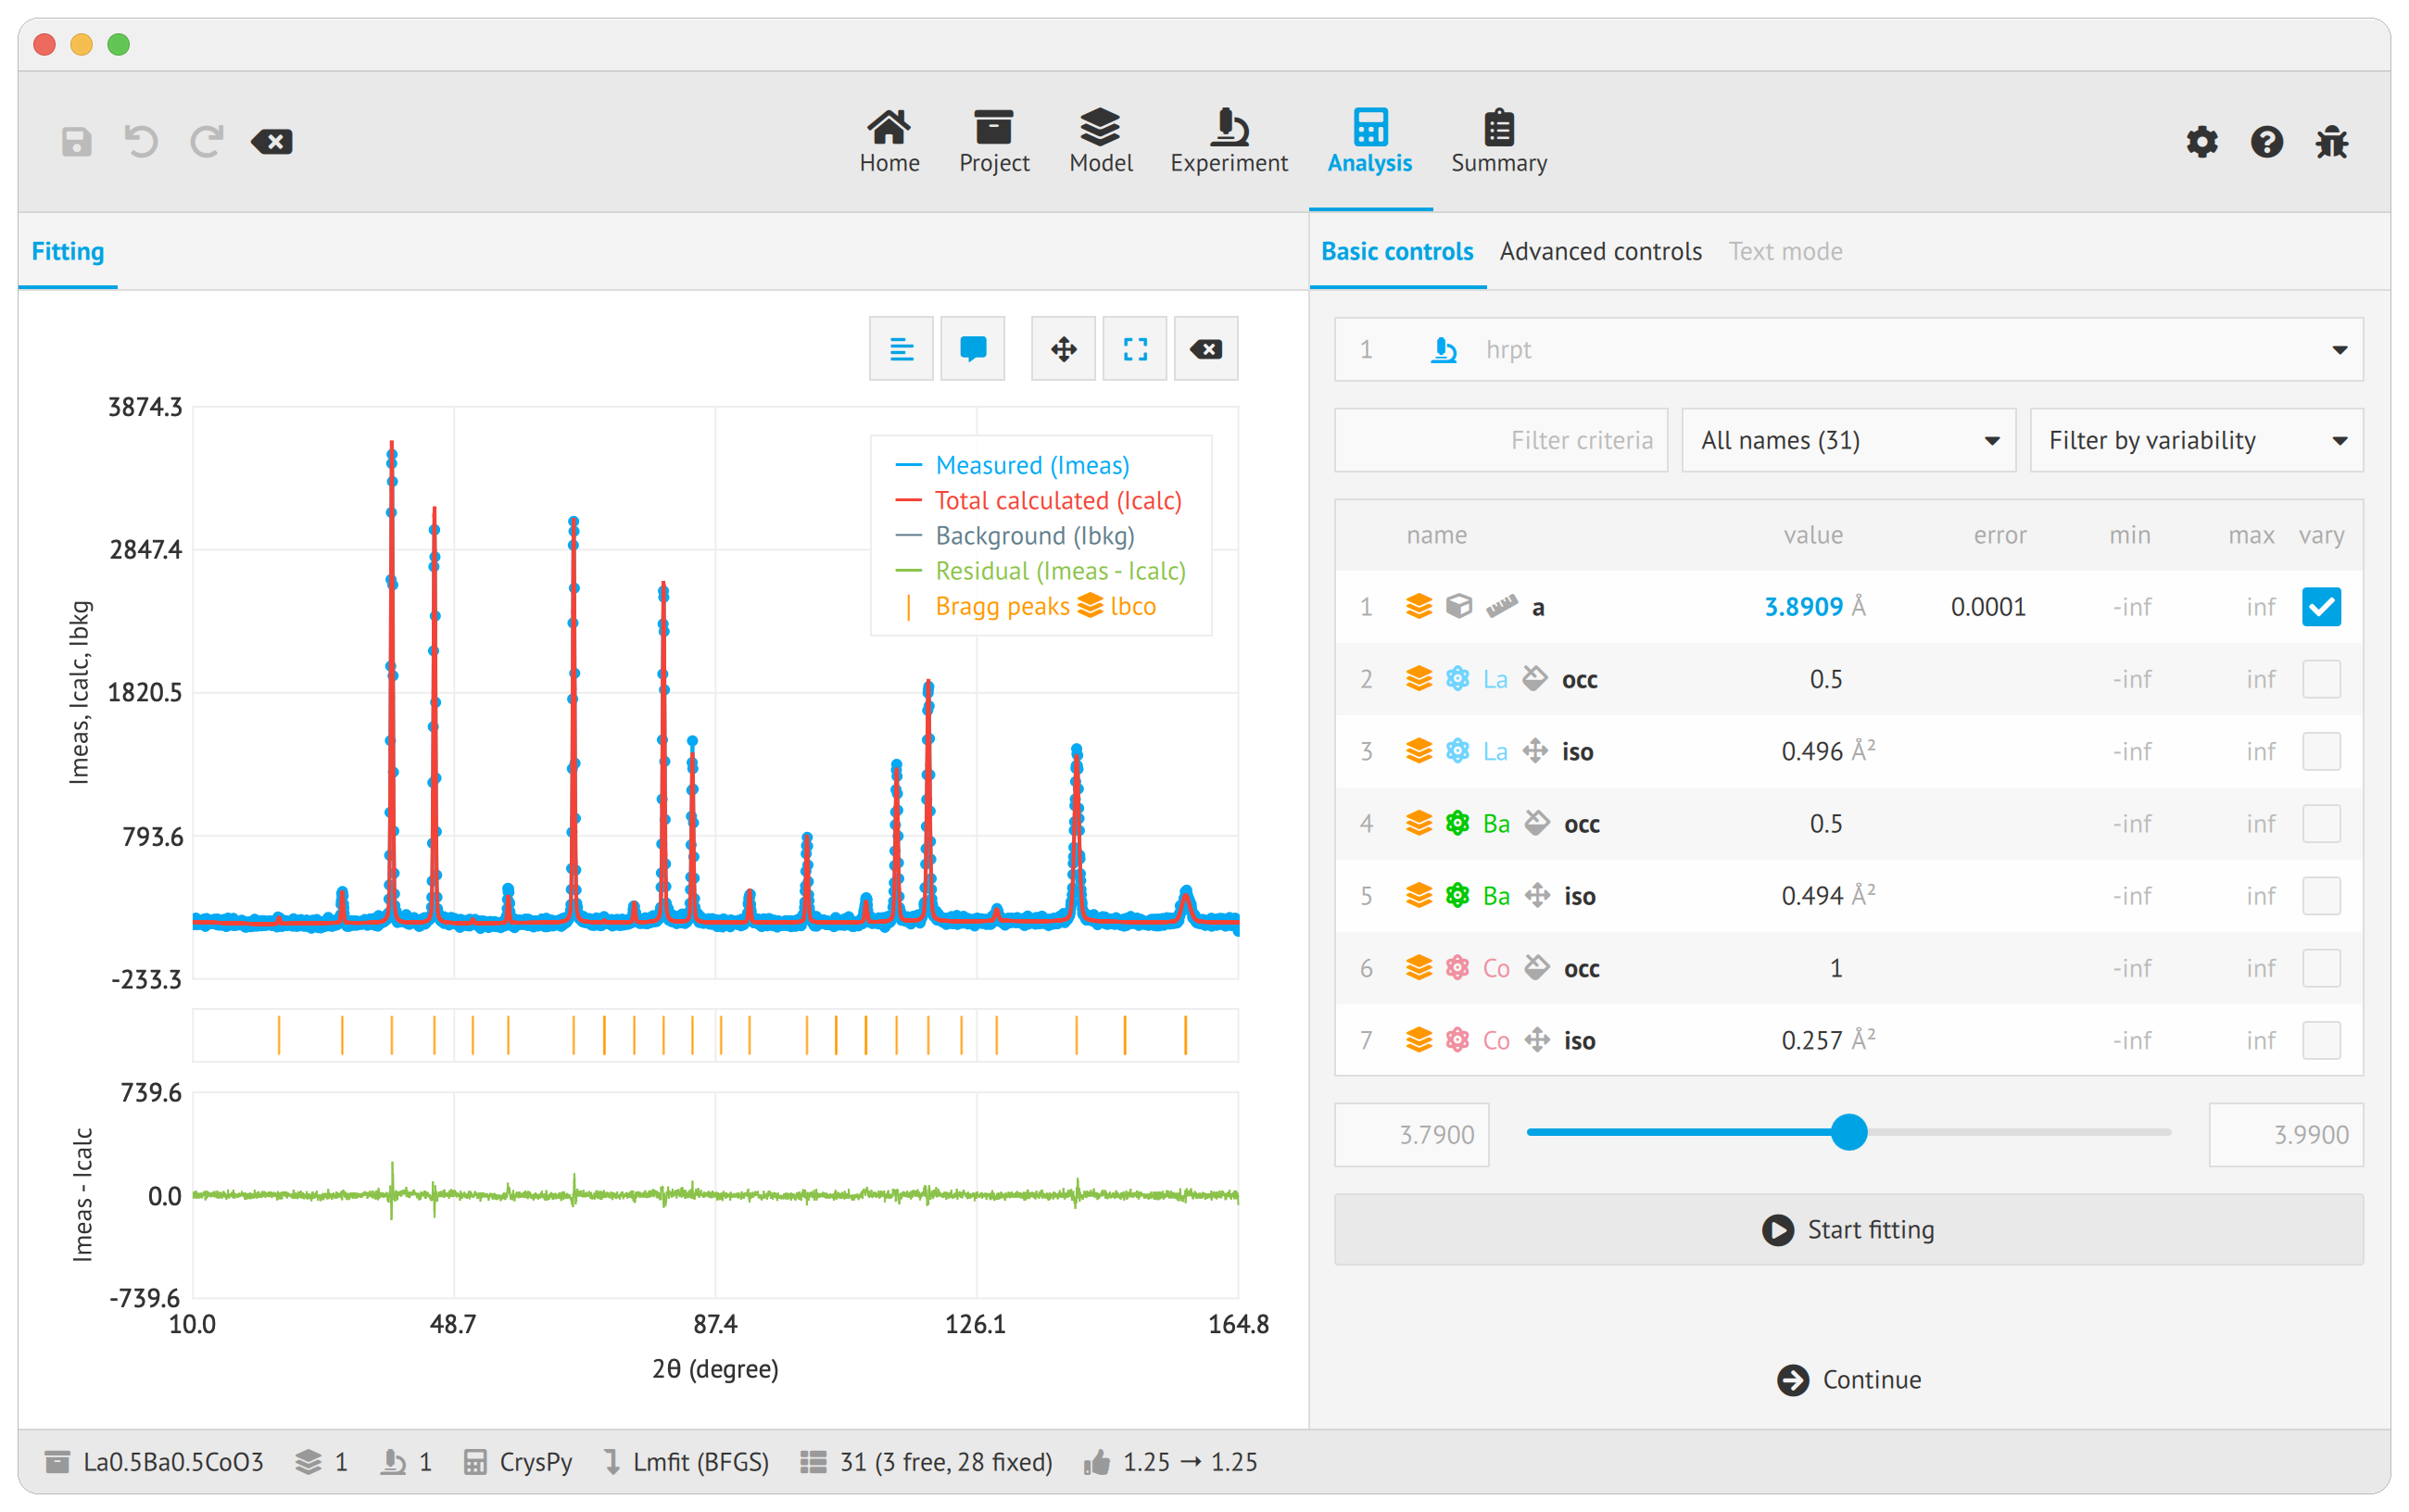 Home Project Model Experiment Analysis Summary
Fitting
Basic controls Advanced controls Text mode
3874.3
2847.4
1820.5
793.6
-233.3
Imeas, Icalc, Ibkg
Measured (Imeas)
Total calculated (Icalc)
Background (Ibkg)
Residual (Imeas - Icalc)
Bragg peaks lbco
739.6
0.0
-739.6
Imeas - Icalc
10.0 48.7 87.4 126.1 164.8
2θ (degree)
1 hrpt
Filter criteria All names (31) Filter by variability
name value error min max vary
1 a 3.8909 Å 0.0001 -inf inf
2 La occ 0.5 -inf inf
3 La iso 0.496 Å² -inf inf
4 Ba occ 0.5 -inf inf
5 Ba iso 0.494 Å² -inf inf
6 Co occ 1 -inf inf
7 Co iso 0.257 Å² -inf inf
3.7900 3.9900
Start fitting
Continue
La0.5Ba0.5CoO3 1 1 CrysPy Lmfit (BFGS) 31 (3 free, 28 fixed) 1.25 → 1.25